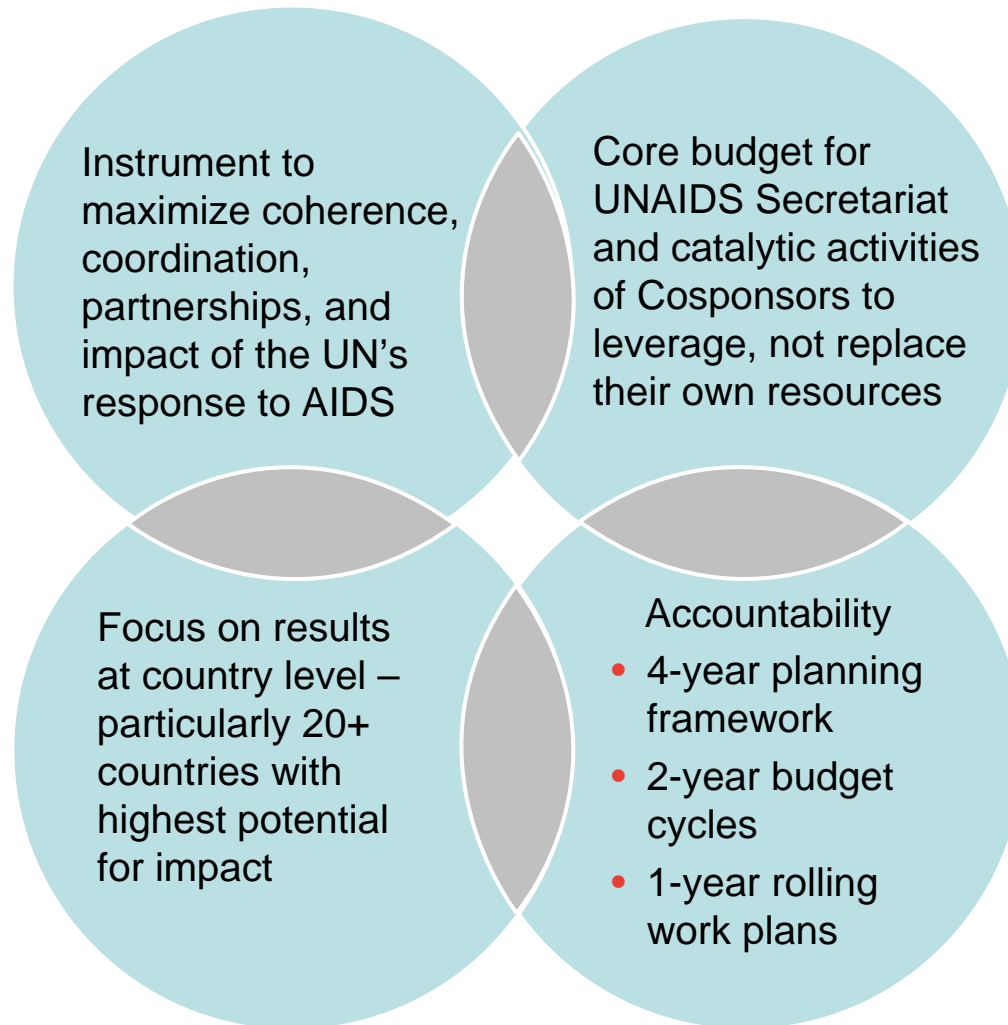 Instrument to
maximize coherence,
coordination,
partnerships, and
impact of the UN’s
response to AIDS
Core budget for
UNAIDS Secretariat
and catalytic activities
of Cosponsors to
leverage, not replace
their own resources
Focus on results
at country level –
particularly 20+
countries with
highest potential
for impact
Accountability
• 4-year planning
framework
• 2-year budget
cycles
• 1-year rolling
work plans